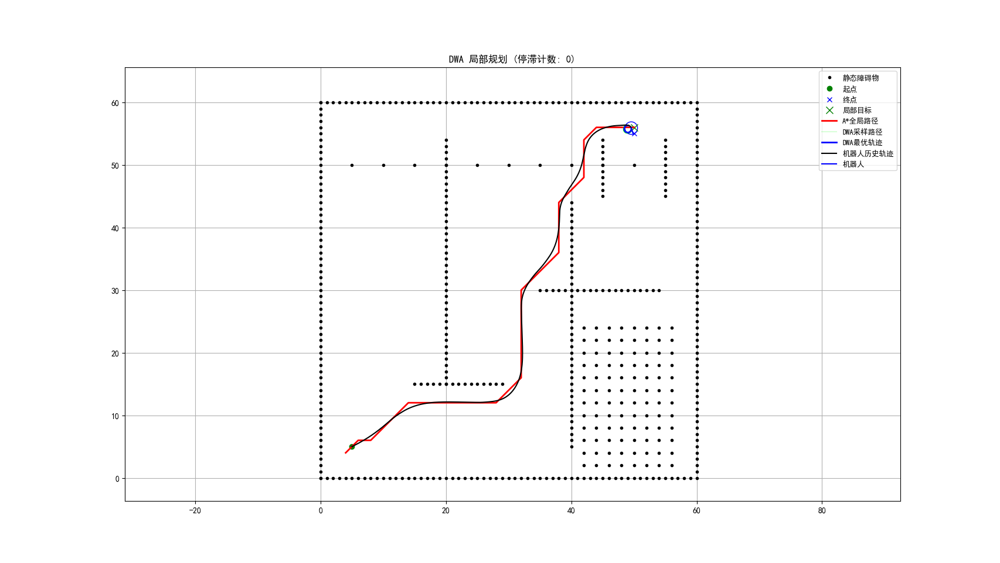 DWA 局部规划 (停滞计数: 0)
静态障碍物
起点
终点
局部目标
A*全局路径
DWA采样路径
DWA最优轨迹
机器人历史轨迹
机器人
60
50
40
30
20
10
0
-20
0
20
40
60
80